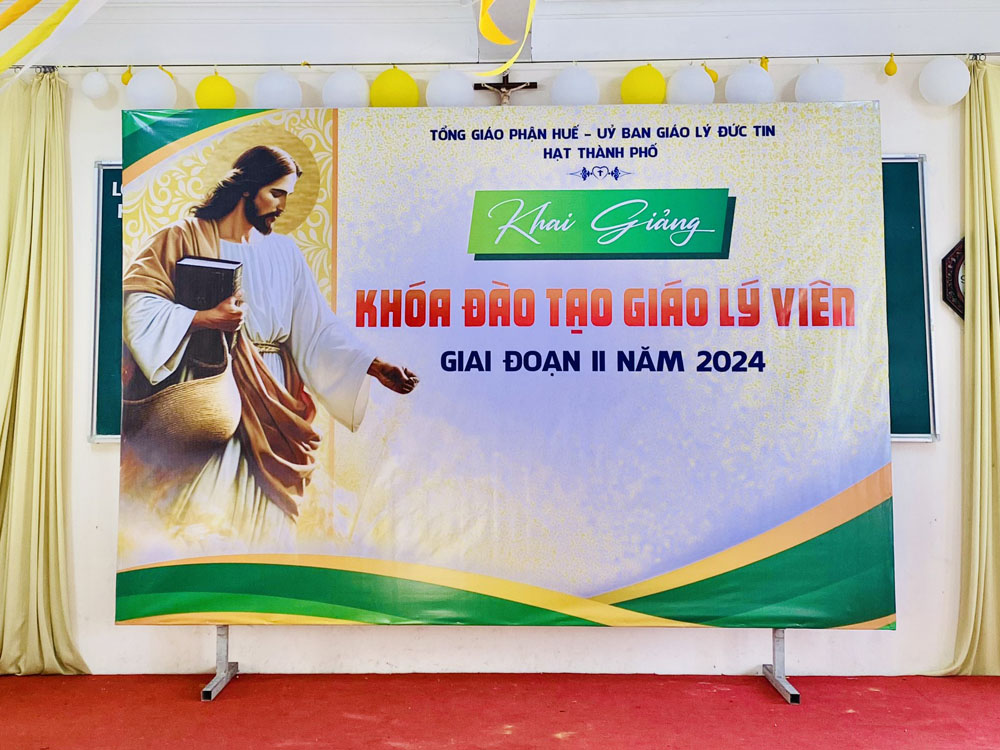 TỔNG GIÁO PHẬN HUẾ – UỶ BAN GIÁO LÝ ĐỨC TIN
HẠT THÀNH PHỐ
Khai Giảng
KHÓA ĐÀO TẠO GIÁO LÝ VIÊN
GIAI ĐOẠN II NĂM 2024